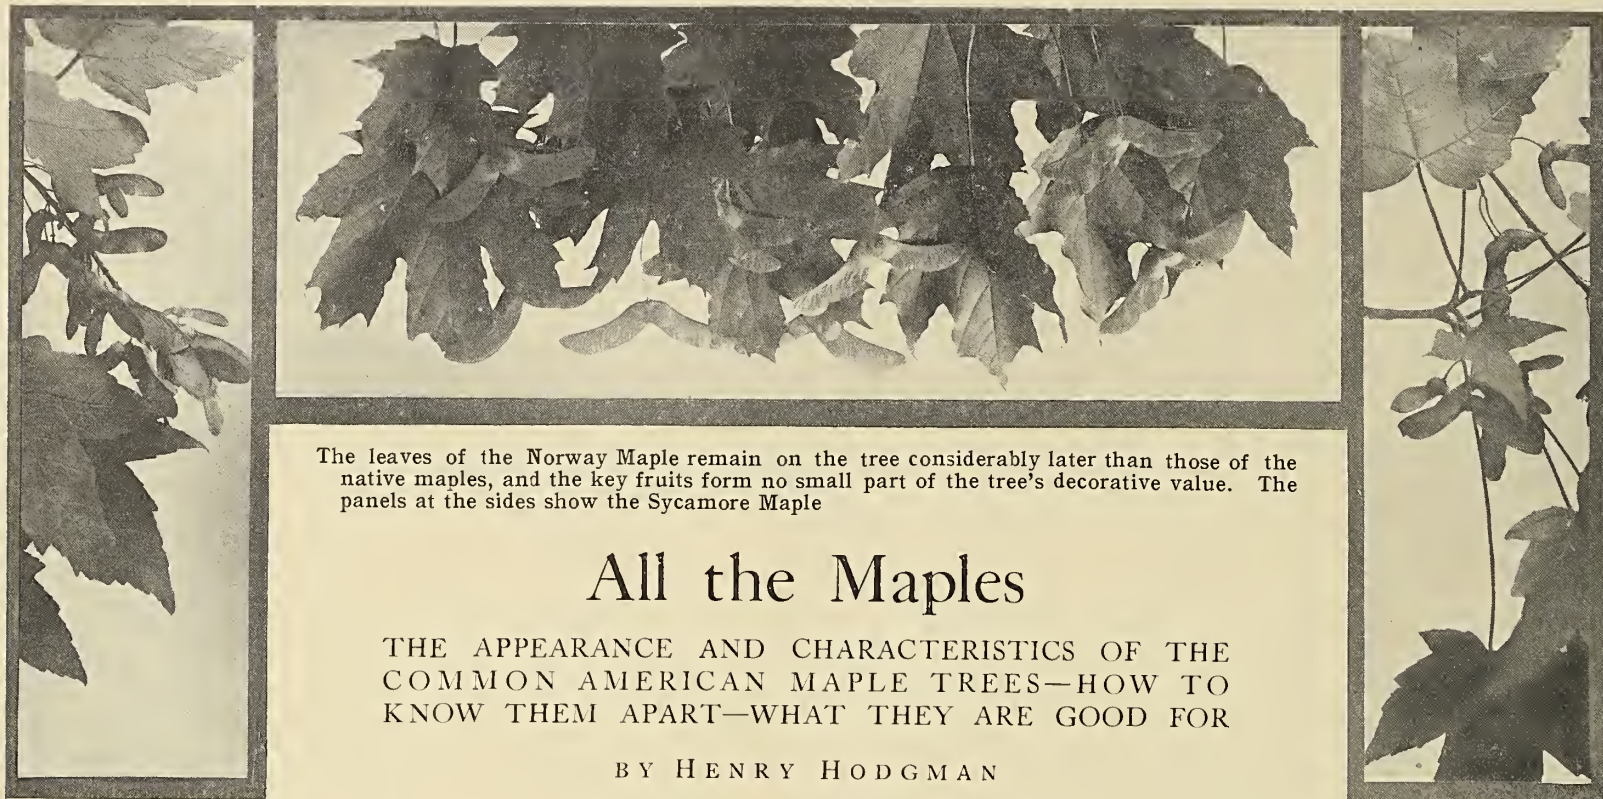 The leaves of the Norway Maple remain on the tree considerably later than those of the
native maples, and the key fruits form no small part of the tree's decorative value. The
panels at the sides show the Sycamore Maple
All the Maples
THE APPEARANCE AND CHARACTERISTICS OF THE
COMMON AMERICAN MAPLE TREES—HOW TO
KNOW THEM APART—WHAT THEY ARE GOOD FOR
BY HENRY HODGMAN